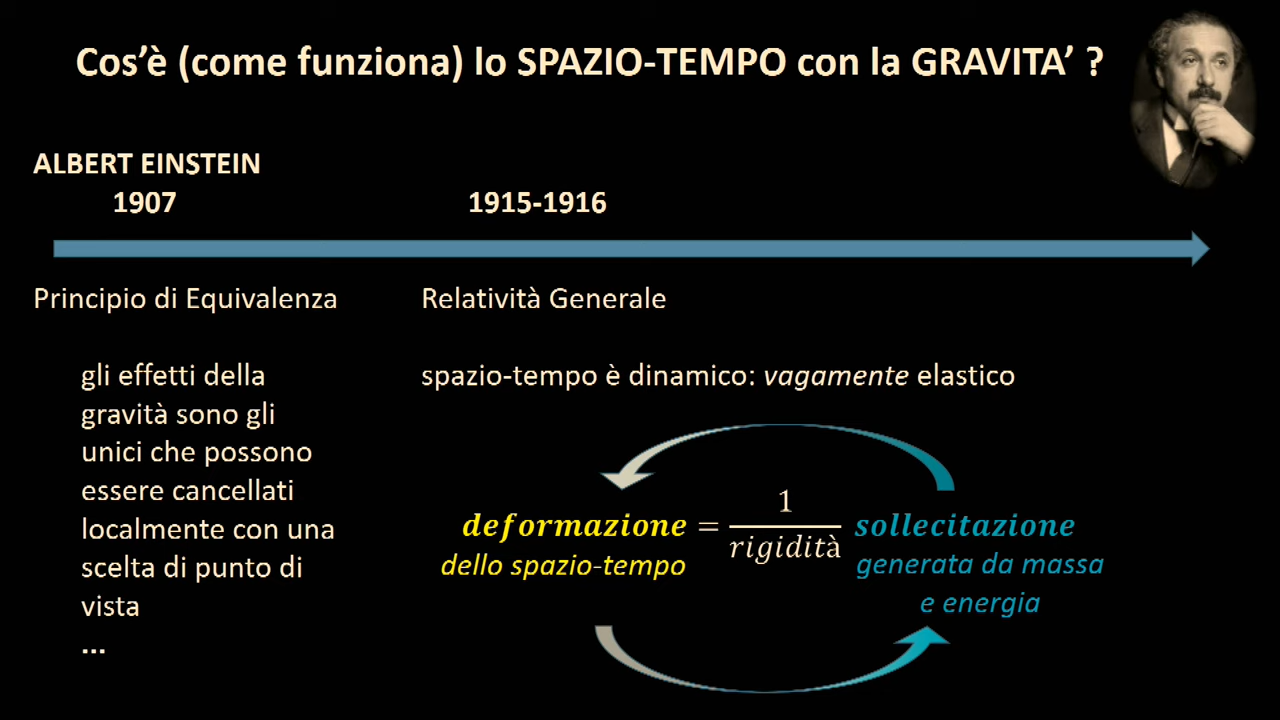 Cos’è (come funziona) lo SPAZIO-TEMPO con la GRAVITA’ ?
ALBERT EINSTEIN
1907
1915-1916
Principio di Equivalenza
Relatività Generale
gli effetti della
gravità sono gli
unici che possono
essere cancellati
localmente con una
scelta di punto di
vista
...
spazio-tempo è dinamico: vagamente elastico
deformazione = 1/rigidità sollecitazione
dello spazio-tempo
generata da massa
e energia